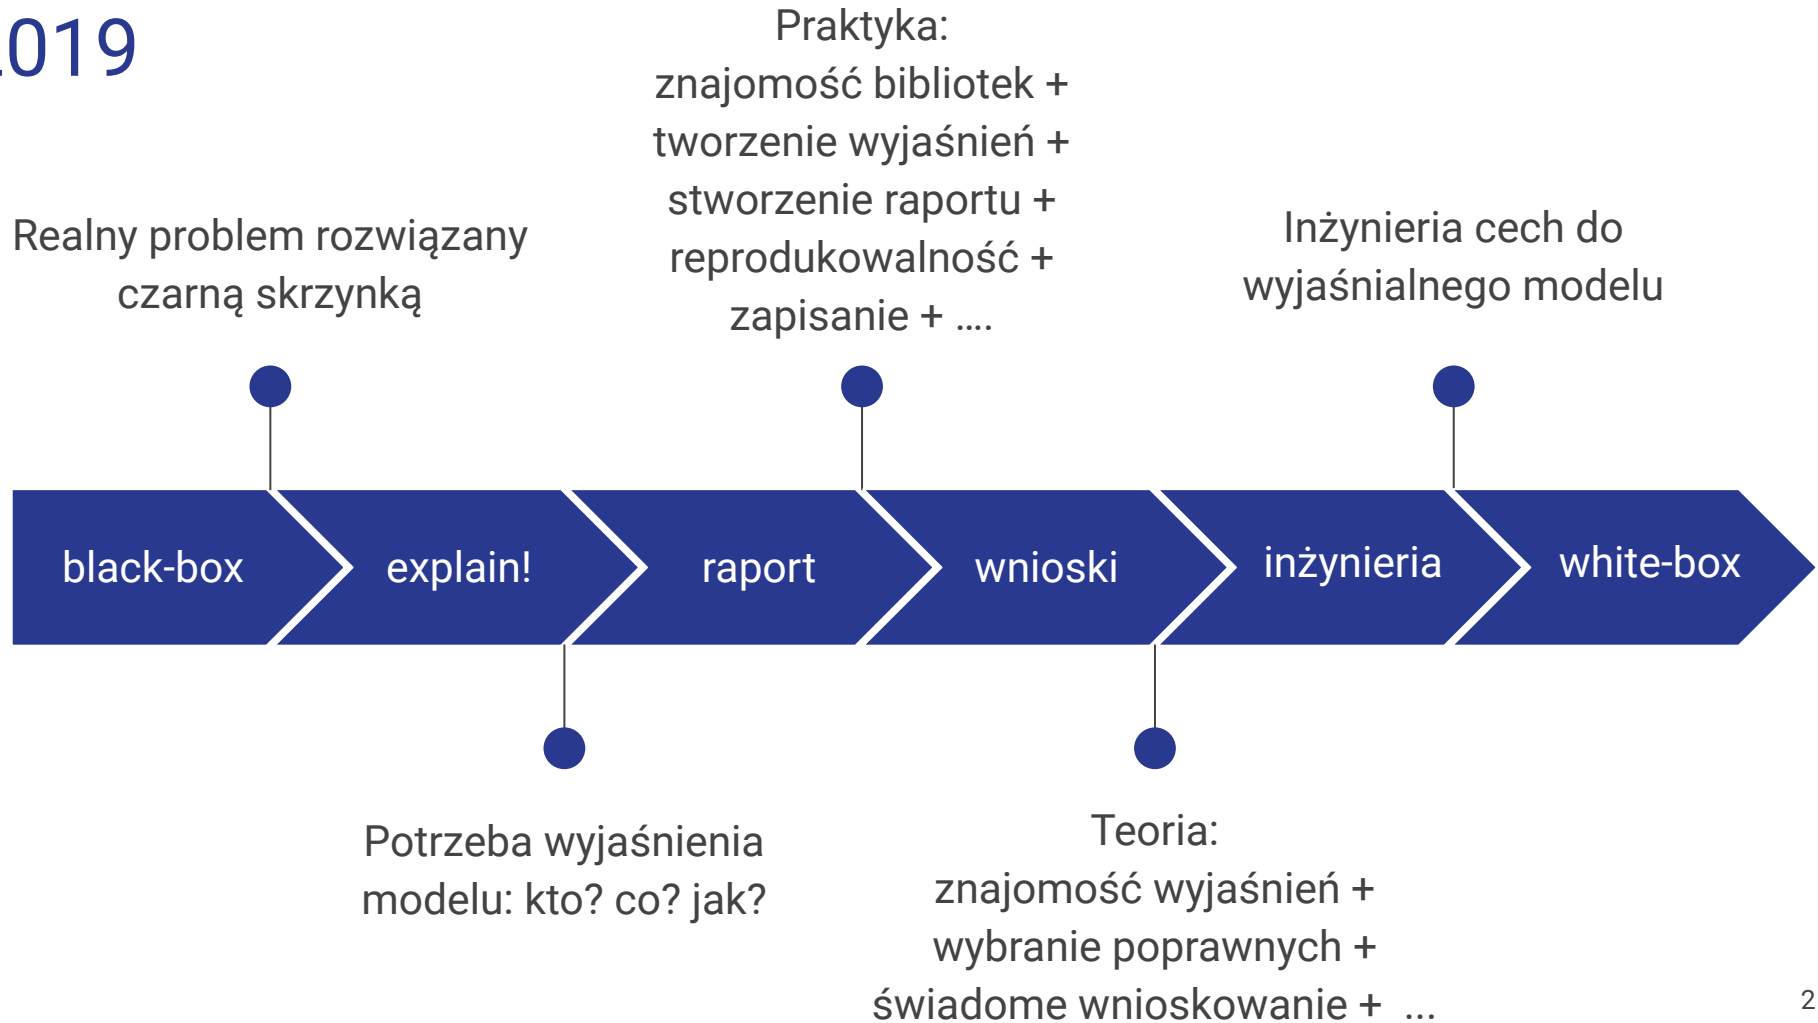 2019
Praktyka:
znajomość bibliotek +
tworzenie wyjaśnień +
stworzenie raportu +
reprodukowalność +
zapisanie + ....
Realny problem rozwiązany
czarną skrzynką
Inżynieria cech do
wyjaśnialnego modelu
black-box
explain!
raport
wnioski
inżynieria
white-box
Potrzeba wyjaśnienia
modelu: kto? co? jak?
Teoria:
znajomość wyjaśnień +
wybranie poprawnych +
świadome wnioskowanie + ...
2